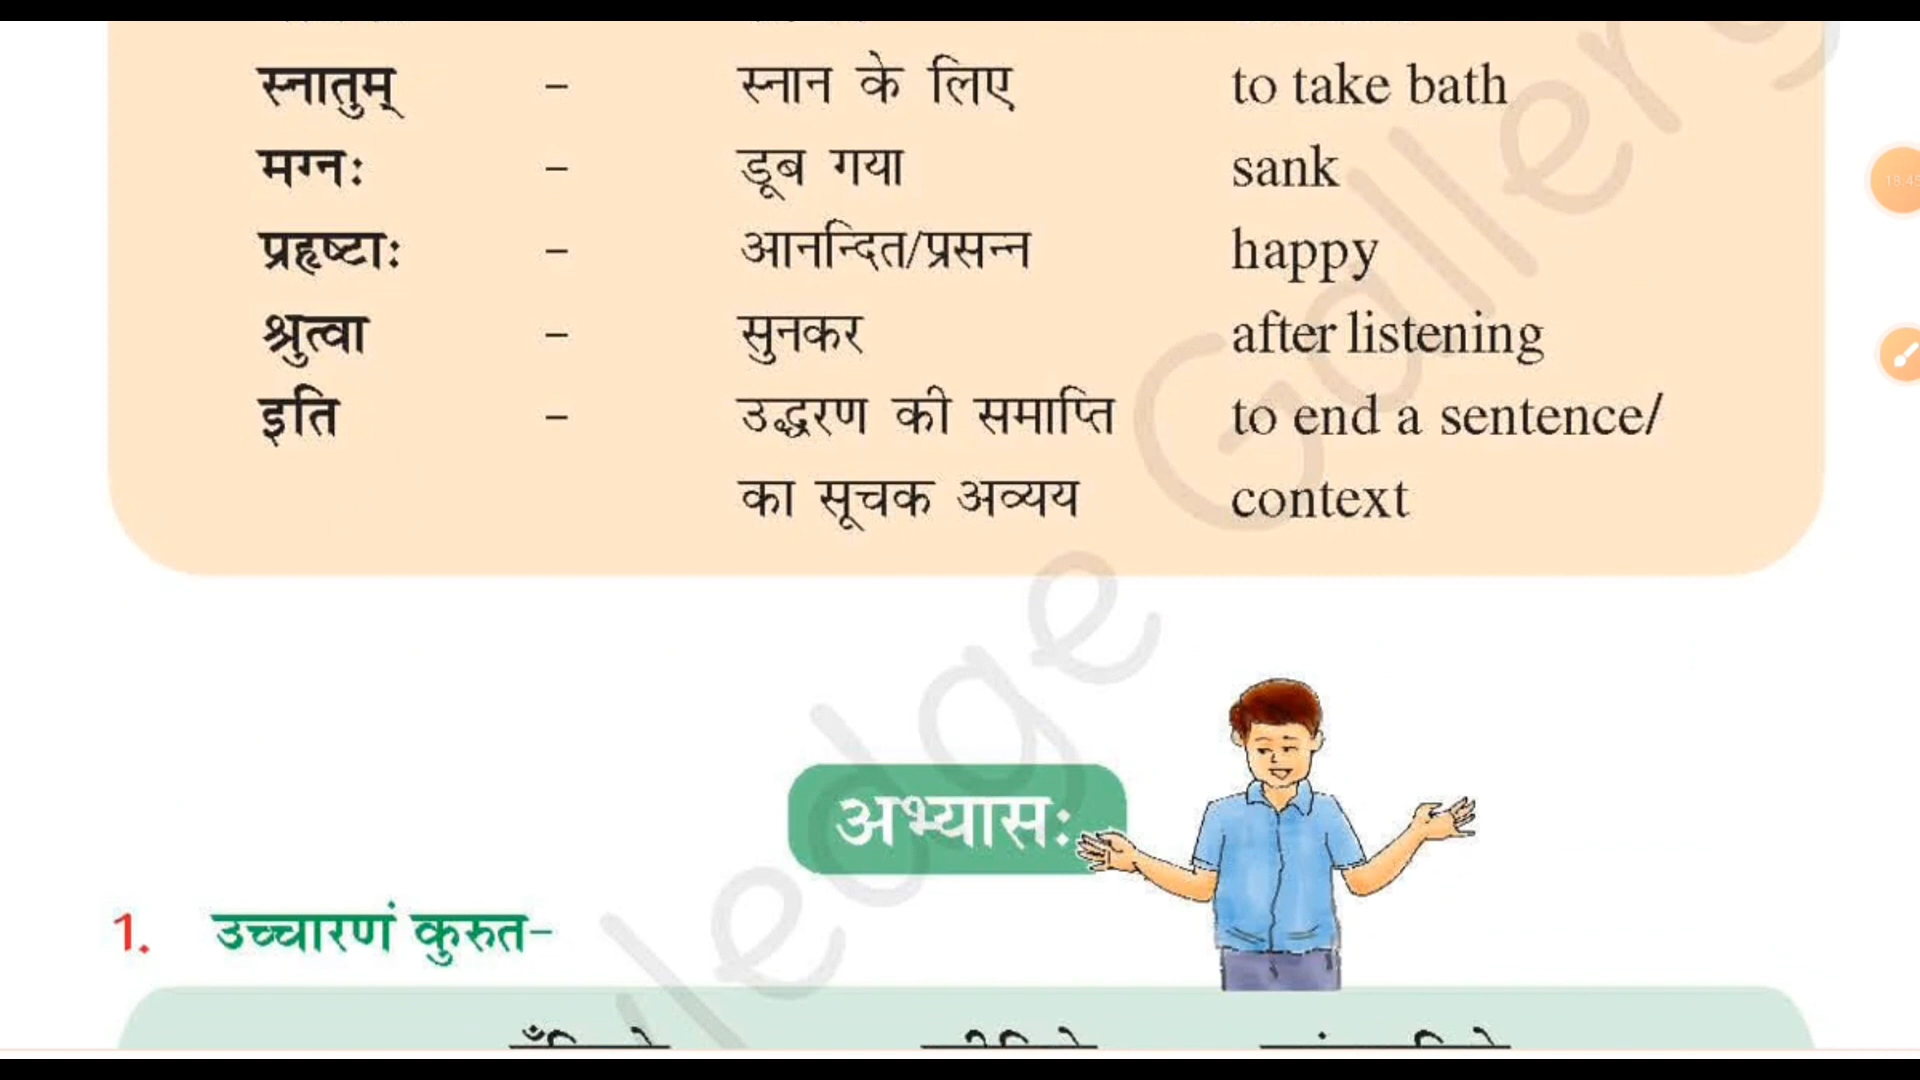 स्नातुम् - स्नान के लिए to take bath
मग्नः - डूब गया sank
प्रहृष्टाः - आनन्दित/प्रसन्न happy
श्रुत्वा - सुनकर after listening
इति - उद्धरण की समाप्ति to end a sentence/
का सूचक अव्यय context
अभ्यासः
1. उच्चारणं कुरुत-